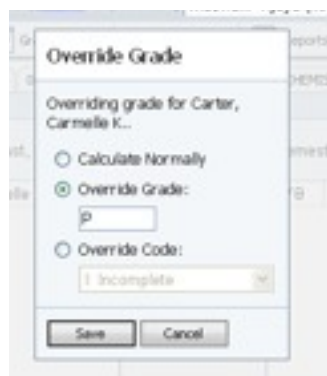 Override Grade
Overriding grade for Carter,
Carmelle K...
Calculate Normally
Override Grade:
P
Override Code:
I Incomplete
Save Cancel